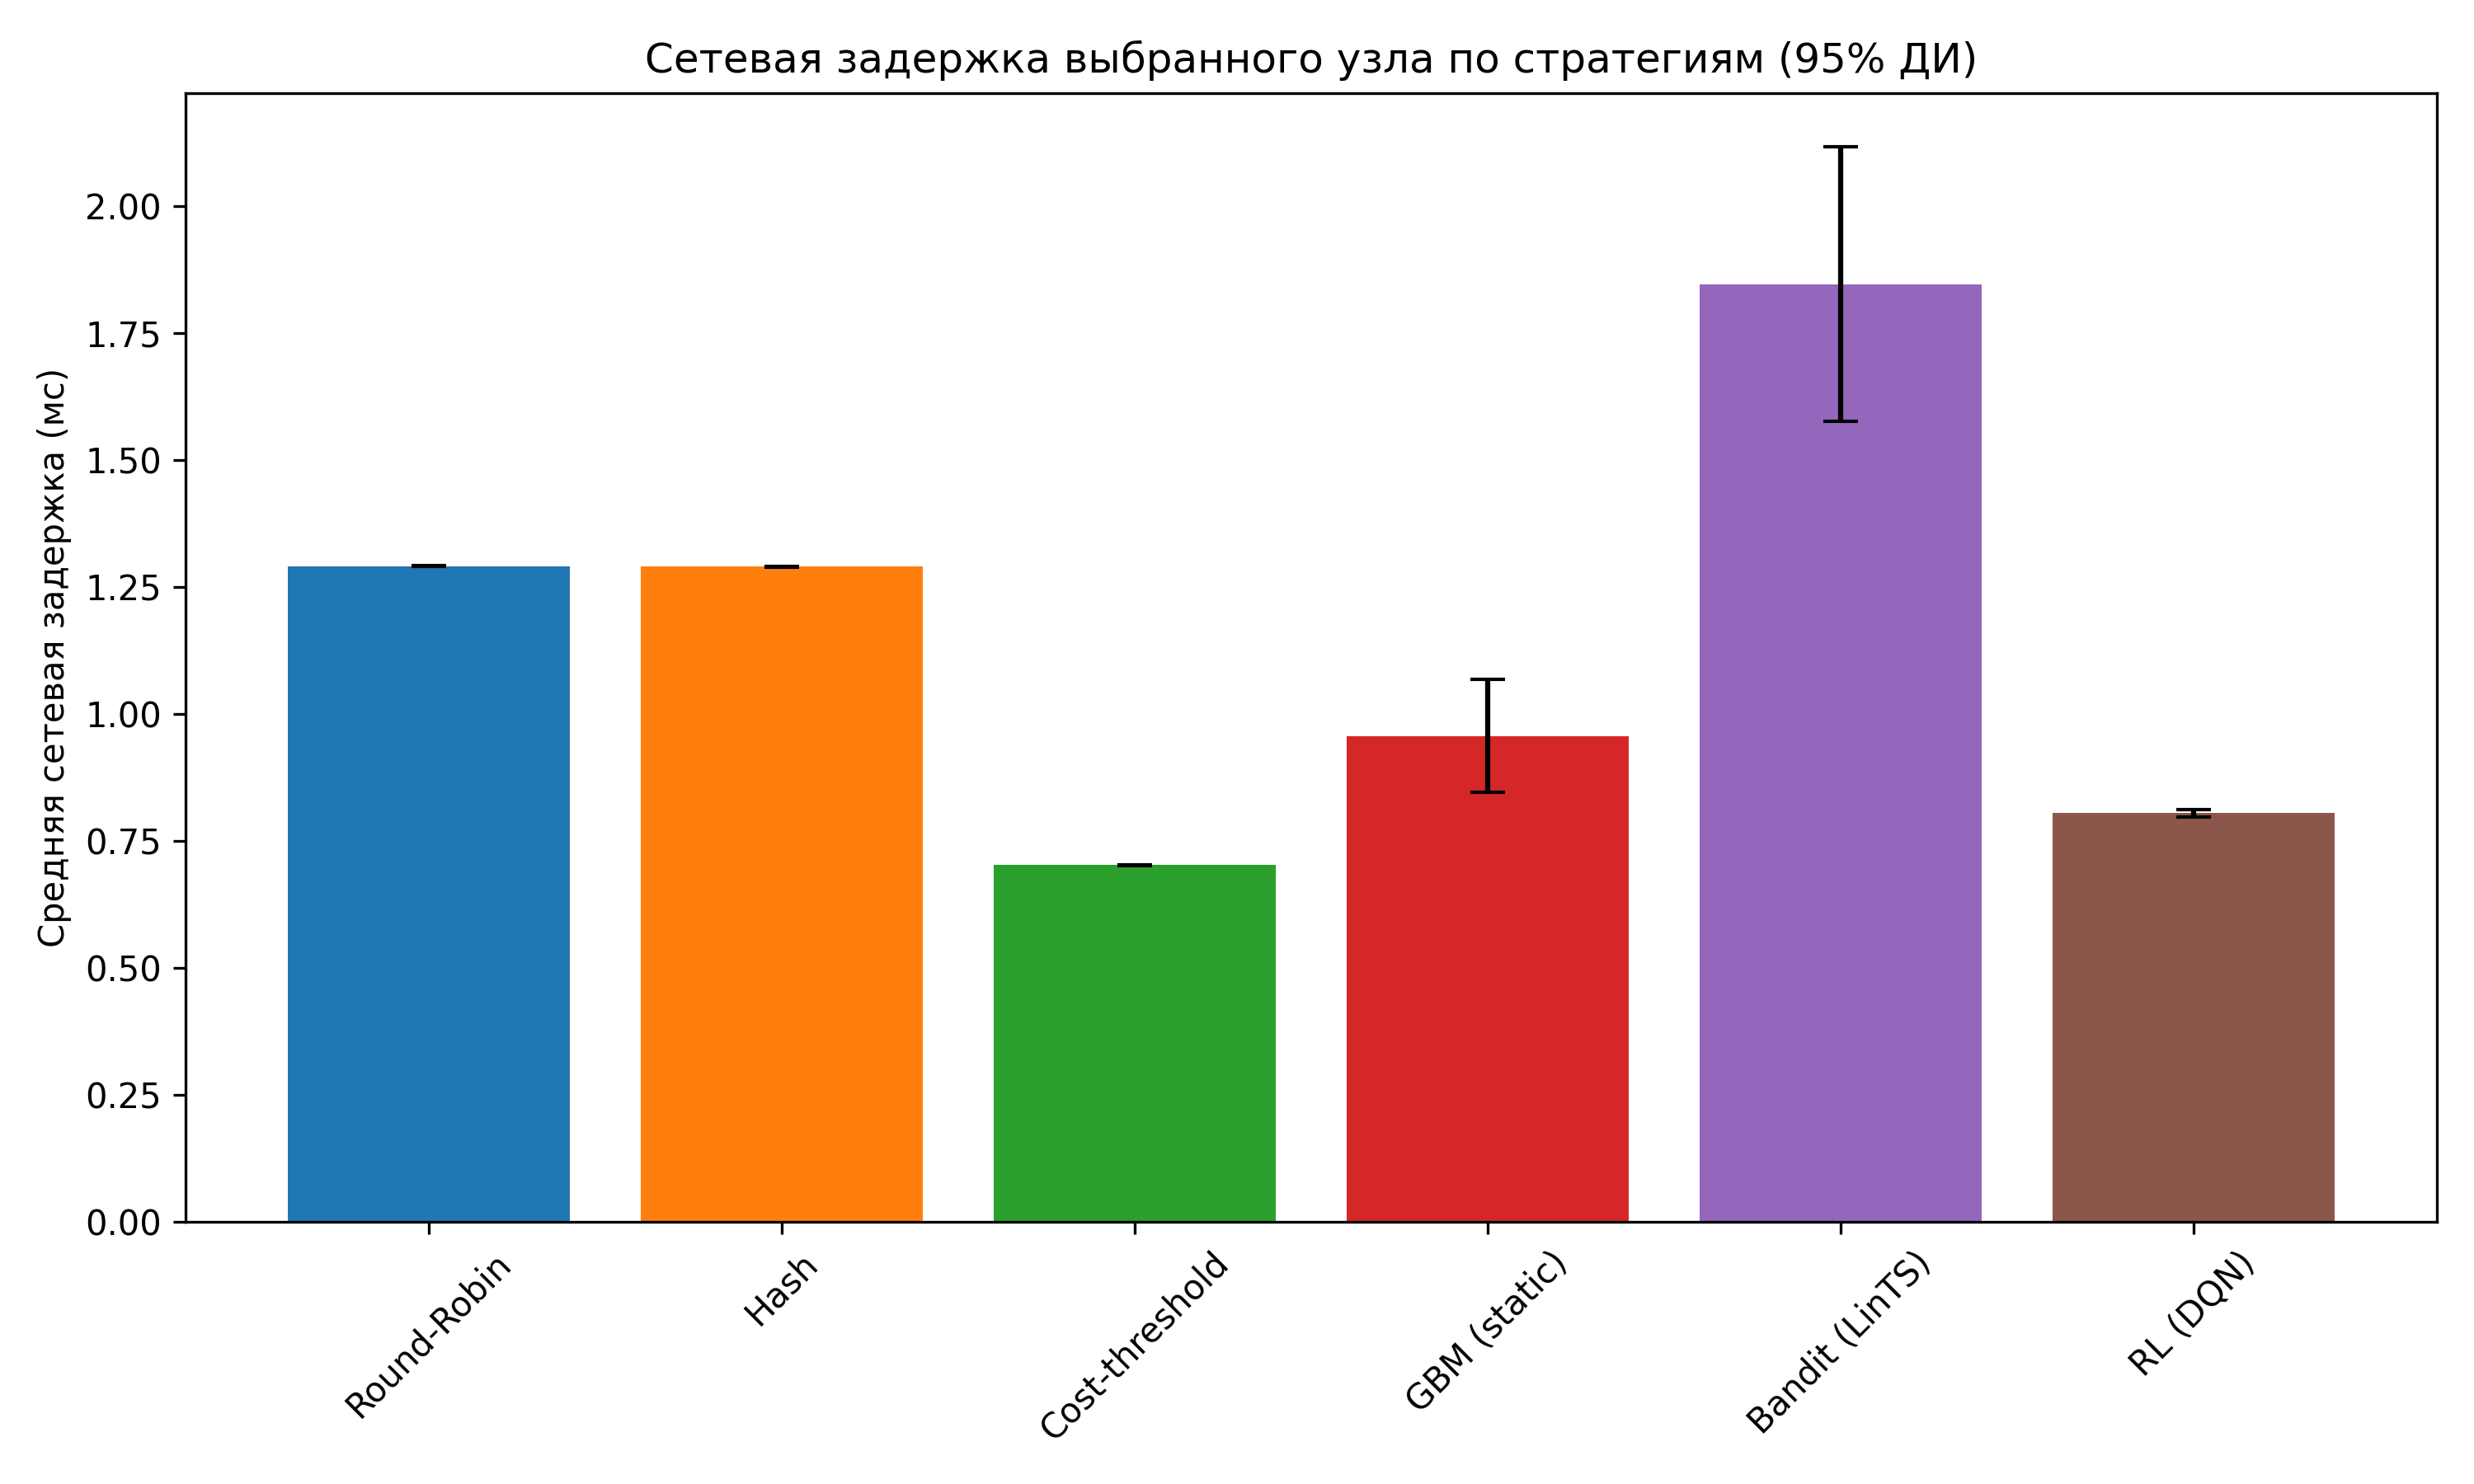 Сетевая задержка выбранного узла по стратегиям (95% ДИ)
Средняя сетевая задержка (мс)
2.00
1.75
1.50
1.25
1.00
0.75
0.50
0.25
0.00
Round-Robin
Hash
Cost-threshold
GBM (static)
Bandit (LinTS)
RL (DQN)